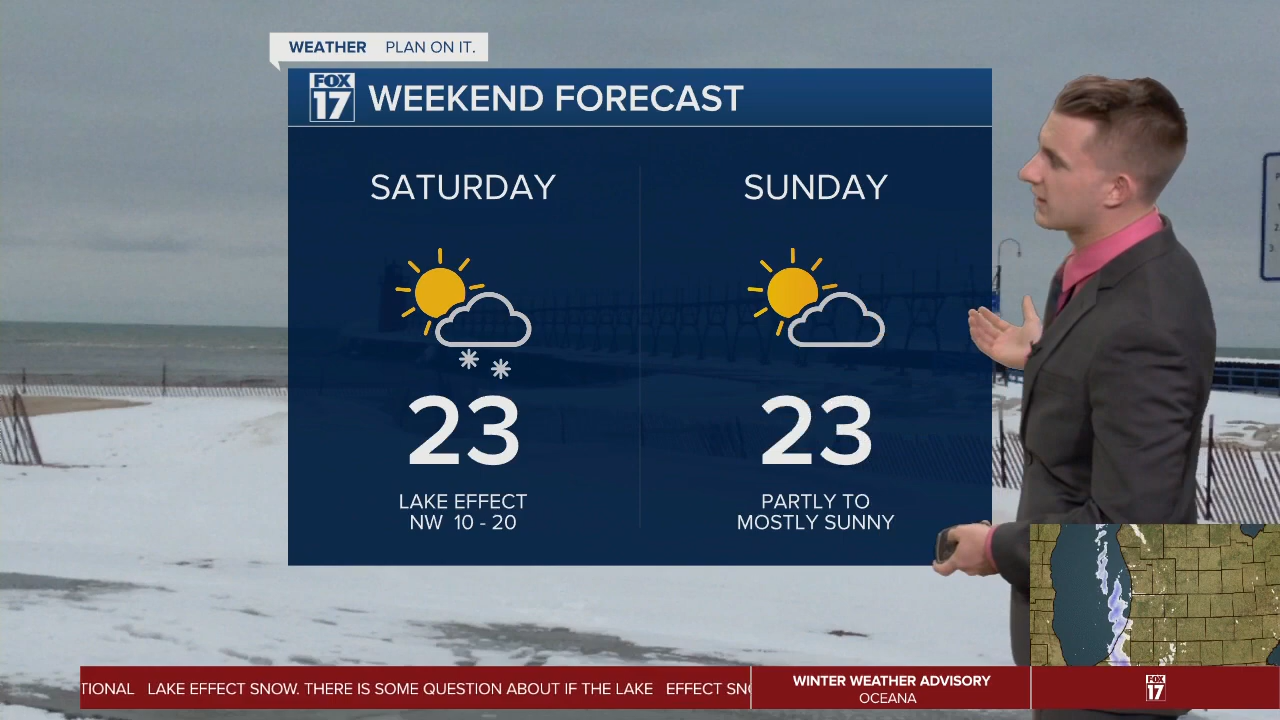 WEATHER PLAN ON IT.
FOX 17 WEEKEND FORECAST
SATURDAY
SUNDAY
23
23
LAKE EFFECT
NW 10 - 20
PARTLY TO
MOSTLY SUNNY
TIONAL LAKE EFFECT SNOW. THERE IS SOME QUESTION ABOUT IF THE LAKE EFFECT SNO
WINTER WEATHER ADVISORY
OCEANA
FOX 17